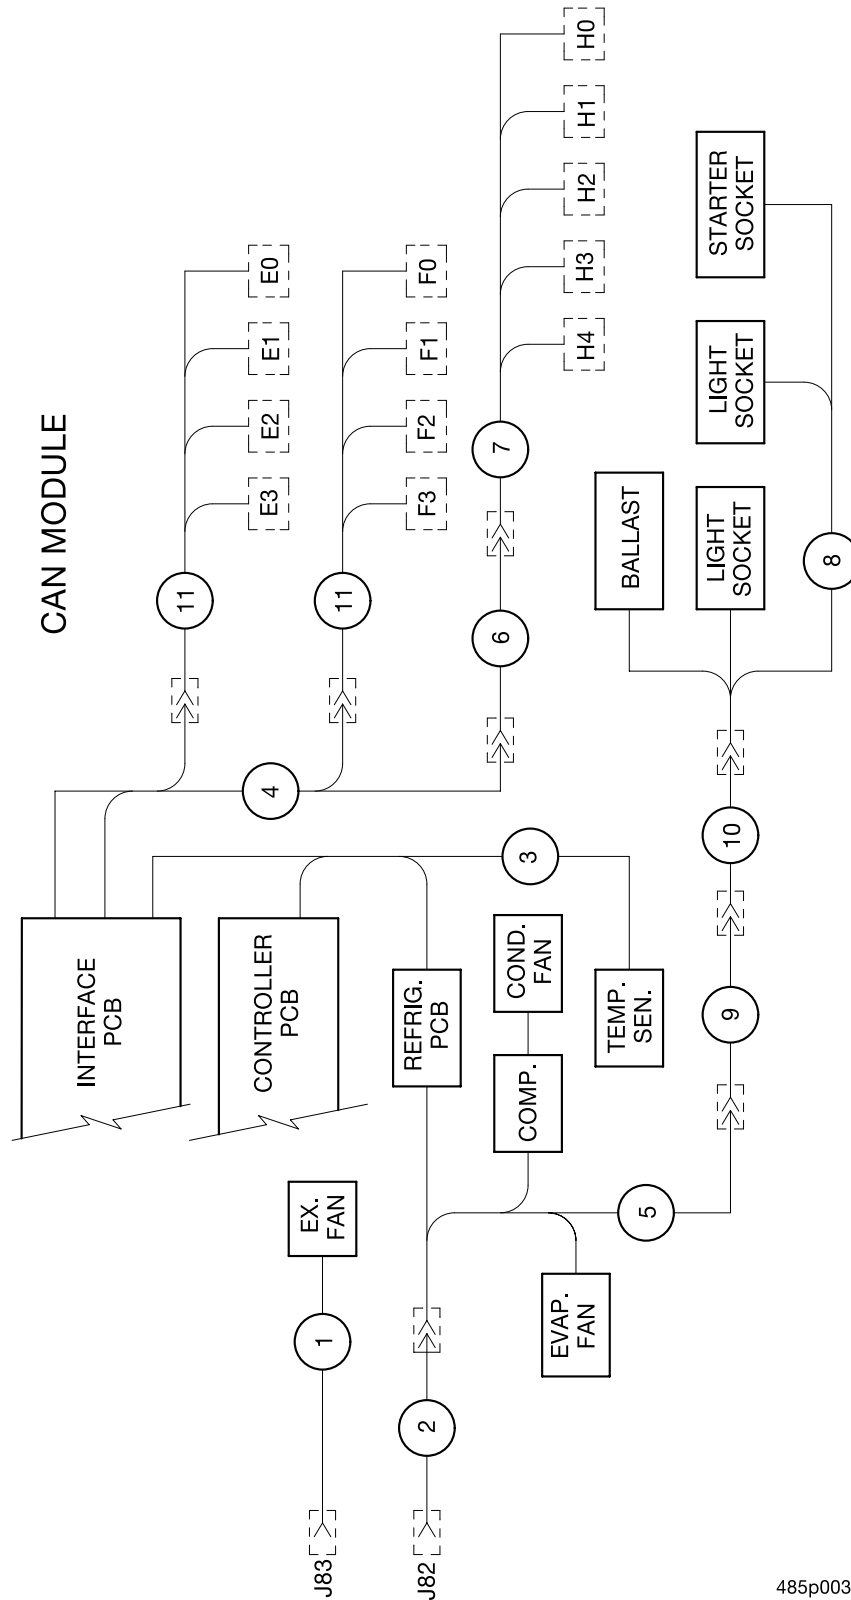 CAN MODULE
J83
1
EX.
FAN
J82
2
INTERFACE
PCB
CONTROLLER
PCB
REFRIG.
PCB
EVAP.
FAN
COMP.
COND.
FAN
TEMP.
SEN.
5
3
4
9
10
11
E3
E2
E1
E0
11
F3
F2
F1
F0
6
7
H4
H3
H2
H1
H0
BALLAST
LIGHT
SOCKET
8
LIGHT
SOCKET
STARTER
SOCKET
485p003